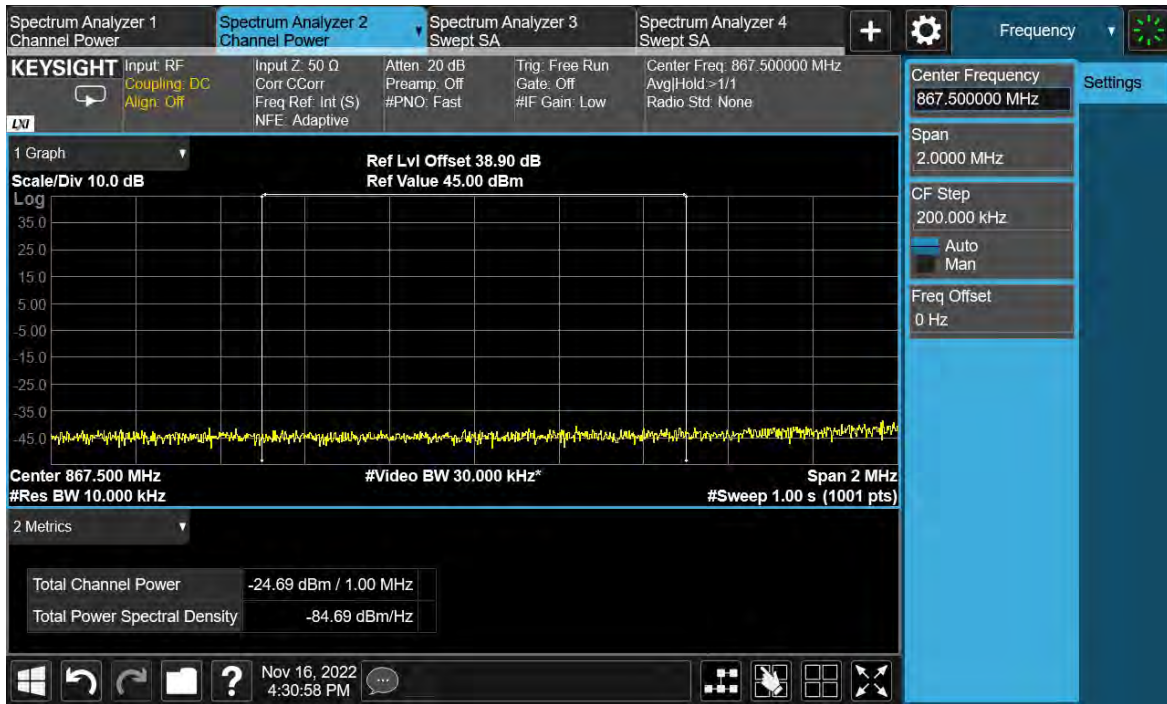 Spectrum Analyzer 1
Channel Power
Spectrum Analyzer 2
Channel Power
Spectrum Analyzer 3
Swept SA
Spectrum Analyzer 4
Swept SA
+
Frequency
KEYSIGHT
LXI
Input: RF
Coupling: DC
Align: Off
Input Z: 50 Ω
Corr CCorr
Freq Ref: Int (S)
NFE: Adaptive
Atten: 20 dB
Preamp: Off
#PNO: Fast
Trig: Free Run
Gate: Off
#IF Gain: Low
Center Freq: 867.500000 MHz
Avg|Hold:>1/1
Radio Std: None
Center Frequency
867.500000 MHz
Settings
Span
2.0000 MHz
CF Step
200.000 kHz
Auto
Man
Freq Offset
0 Hz
1 Graph
Scale/Div 10.0 dB
Ref Lvl Offset 38.90 dB
Ref Value 45.00 dBm
Log
35.0
25.0
15.0
5.00
-5.00
-15.0
-25.0
-35.0
-45.0
Center 867.500 MHz
#Video BW 30.000 kHz*
Span 2 MHz
#Res BW 10.000 kHz
#Sweep 1.00 s (1001 pts)
2 Metrics
Total Channel Power -24.69 dBm / 1.00 MHz
Total Power Spectral Density -84.69 dBm/Hz
?
Nov 16, 2022
4:30:58 PM